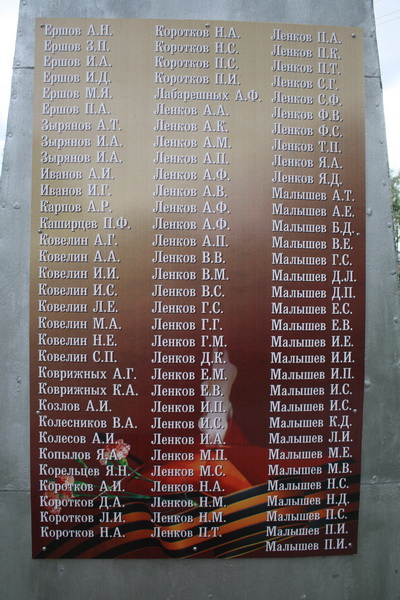 Ершов А.Н.
Ершов З.П.
Ершов И.А.
Ершов И.Д.
Ершов М.Я.
Ершов П.А.
Зырянов А.Т.
Зырянов И.А.
Зырянов И.А.
Иванов А.И.
Иванов И.Г.
Карпов А.Р.
Каширцев П.Ф.
Ковелин А.Г.
Ковелин А.А.
Ковелин И.И.
Ковелин И.С.
Ковелин Л.Е.
Ковелин М.А.
Ковелин Н.Е.
Ковелин С.П.
Коврижных А.Г.
Коврижных К.А.
Козлов А.И.
Колесников В.А.
Колесов А.И.
Копылов Я.А.
Корельцев Я.Н.
Коротков А.И.
Коротков Д.А.
Коротков Л.И.
Коротков Н.А.
Коротков Н.А.
Коротков Н.С.
Коротков П.С.
Коротков П.И.
Лабарешных А.Ф.
Ленков А.А.
Ленков А.К.
Ленков А.М.
Ленков А.П.
Ленков А.Ф.
Ленков А.В.
Ленков А.Ф.
Ленков А.Ф.
Ленков А.П.
Ленков В.В.
Ленков В.М.
Ленков В.С.
Ленков Г.С.
Ленков Г.Г.
Ленков Г.М.
Ленков Д.К.
Ленков Е.М.
Ленков Е.В.
Ленков И.П.
Ленков И.С.
Ленков И.А.
Ленков М.П.
Ленков М.С.
Ленков Н.А.
Ленков Н.М.
Ленков Н.М.
Ленков П.Т.
Ленков П.А.
Ленков П.К.
Ленков П.Т.
Ленков С.Г.
Ленков С.Ф.
Ленков Ф.В.
Ленков Ф.С.
Ленков Т.П.
Ленков Я.А.
Ленков Я.Д.
Малышев А.Т.
Малышев А.Е.
Малышев Б.Д.
Малышев В.Е.
Малышев Г.С.
Малышев Д.Л.
Малышев Д.П.
Малышев Е.С.
Малышев Е.В.
Малышев И.Е.
Малышев И.И.
Малышев И.П.
Малышев И.С.
Малышев И.С.
Малышев К.Д.
Малышев Л.И.
Малышев М.Е.
Малышев М.В.
Малышев Н.С.
Малышев Н.Д.
Малышев П.С.
Малышев П.И.
Малышев П.И.